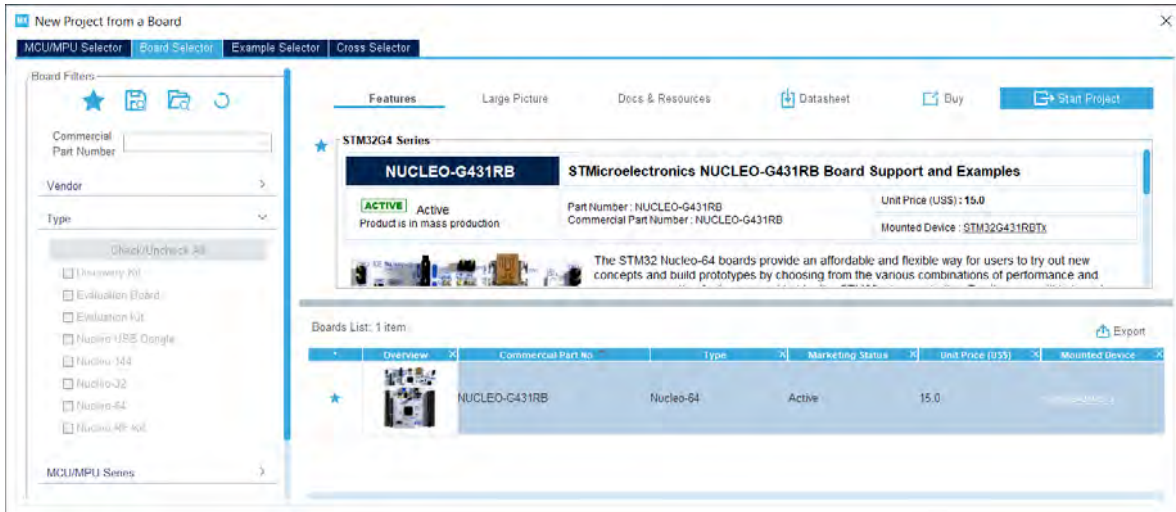 MX New Project from a Board
MCU/MPU Selector Board Selector Example Selector Cross Selector
Board Filters
Commercial
Part Number
Vendor
Type
Check/Uncheck All
Discovery Kit
Evaluation Board
Evaluation Kit
Nucleo USB Dongle
Nucleo-144
Nucleo-32
Nucleo-64
Nucleo RF Kit
MCU/MPU Series
Features Large Picture Docs & Resources Datasheet Buy Start Project
STM32G4 Series
NUCLEO-G431RB
STMicroelectronics NUCLEO-G431RB Board Support and Examples
ACTIVE Active
Product is in mass production
Part Number : NUCLEO-G431RB
Commercial Part Number : NUCLEO-G431RB
Unit Price (US$) : 15.0
Mounted Device : STM32G431RBTx
The STM32 Nucleo-64 boards provide an affordable and flexible way for users to try out new
concepts and build prototypes by choosing from the various combinations of performance and
Boards List: 1 item
Export
* Overview Commercial Part No Type Marketing Status Unit Price (US$) Mounted Device
NUCLEO-G431RB Nucleo-64 Active 15.0